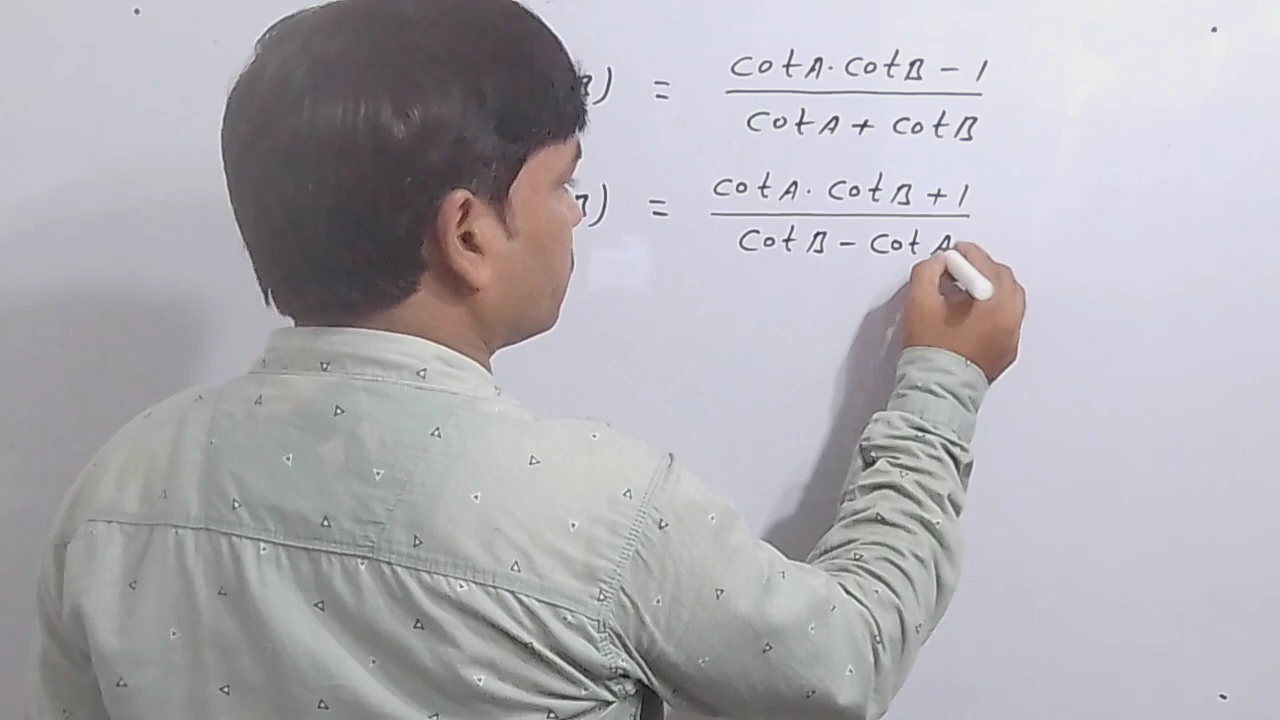 B) = cotA. cotB - 1
cotA + cotB
B) = cotA. cotB + 1
cotB - cotA